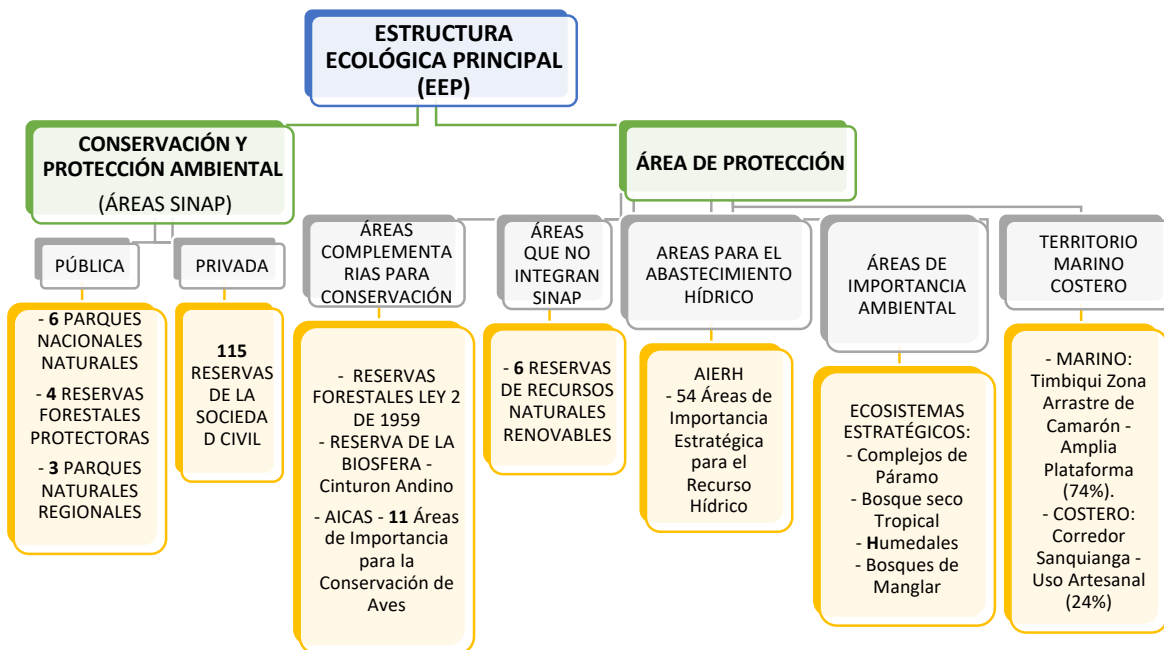 ESTRUCTURA
ECOLÓGICA PRINCIPAL
(EEP)
CONSERVACIÓN Y
PROTECCIÓN AMBIENTAL
(ÁREAS SINAP)
ÁREA DE PROTECCIÓN
PÚBLICA
- 6 PARQUES
NACIONALES
NATURALES
- 4 RESERVAS
FORESTALES
PROTECTORAS
- 3 PARQUES
NATURALES
REGIONALES
PRIVADA
115
RESERVAS
DE LA
SOCIEDA
D CIVIL
ÁREAS
COMPLEMENTA
RIAS PARA
CONSERVACIÓN
- RESERVAS
FORESTALES LEY 2
DE 1959
- RESERVA DE LA
BIOSFERA -
Cinturon Andino
- AICAS - 11 Áreas
de Importancia
para la
Conservación de
Aves
ÁREAS
QUE NO
INTEGRAN
SINAP
- 6 RESERVAS
DE RECURSOS
NATURALES
RENOVABLES
AREAS PARA EL
ABASTECIMIENTO
HÍDRICO
AIERH
- 54 Áreas de
Importancia
Estratégica
para el
Recurso
Hídrico
ÁREAS DE
IMPORTANCIA
AMBIENTAL
ECOSISTEMAS
ESTRATÉGICOS:
- Complejos de
Páramo
- Bosque seco
Tropical
- Humedales
- Bosques de
Manglar
TERRITORIO
MARINO
COSTERO
- MARINO:
Timbiqui Zona
Arrastre de
Camarón -
Amplia
Plataforma
(74%).
- COSTERO:
Corredor
Sanquianga -
Uso Artesanal
(24%)